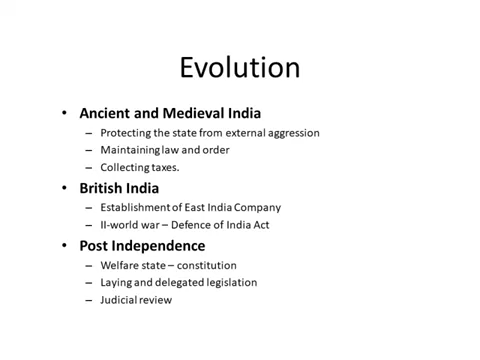 Evolution
• Ancient and Medieval India
– Protecting the state from external aggression
– Maintaining law and order
– Collecting taxes.
• British India
– Establishment of East India Company
– II-world war – Defence of India Act
• Post Independence
– Welfare state – constitution
– Laying and delegated legislation
– Judicial review